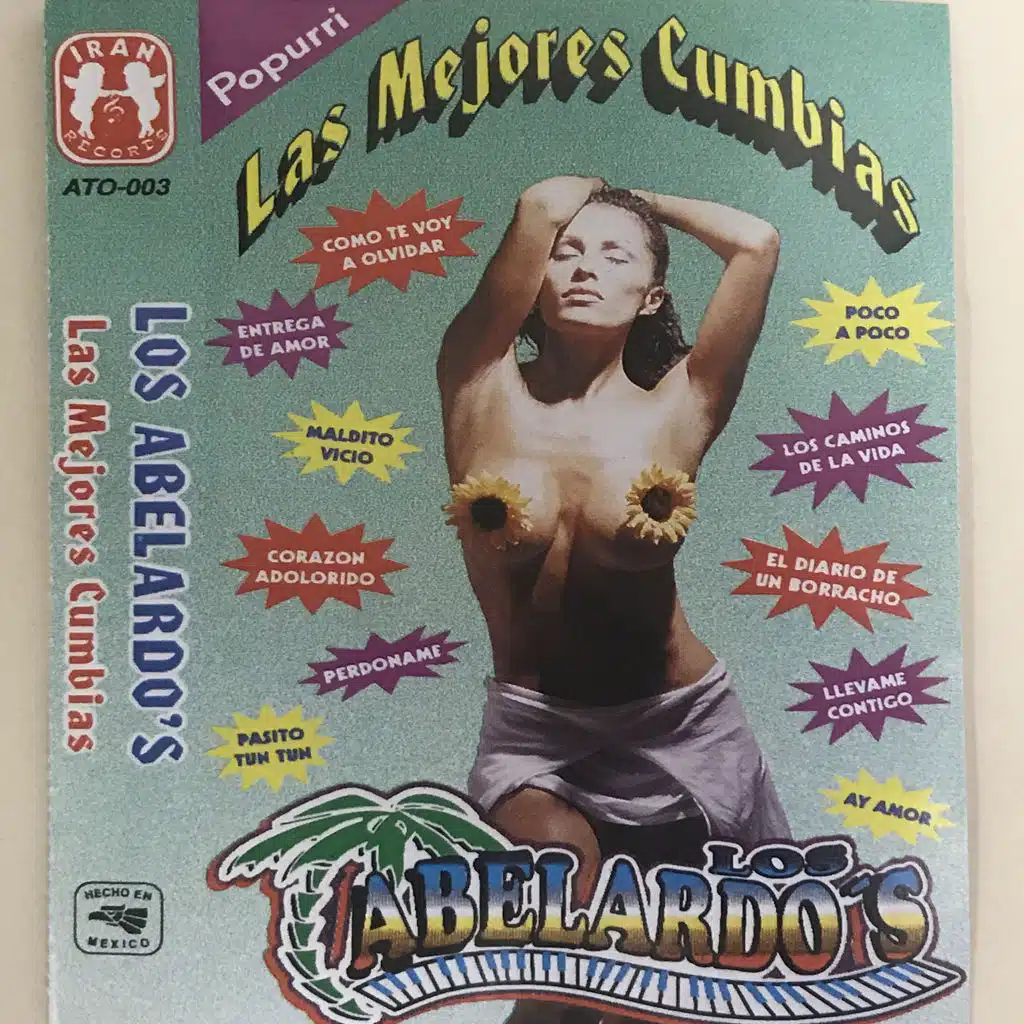 IRAN
RECORDS
ATO-003
Popurri
Las Mejores Cumbias
COMO TE VOY
A OLVIDAR
ENTREGA
DE AMOR
POCO
A POCO
MALDITO
VICIO
LOS CAMINOS
DE LA VIDA
CORAZON
ADOLORIDO
EL DIARIO DE
UN BORRACHO
PERDONAME
LLEVAME
CONTIGO
PASITO
TUN TUN
AY AMOR
LOS
ABELARDO'S
LOS ABELARDO'S
Las Mejores Cumbias
HECHO EN
MEXICO